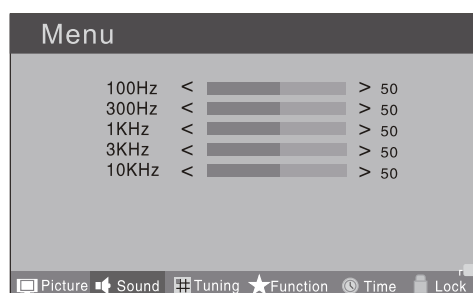 Menu
100Hz < > 50
300Hz < > 50
1KHz < > 50
3KHz < > 50
10KHz < > 50
Picture Sound Tuning Function Time Lock